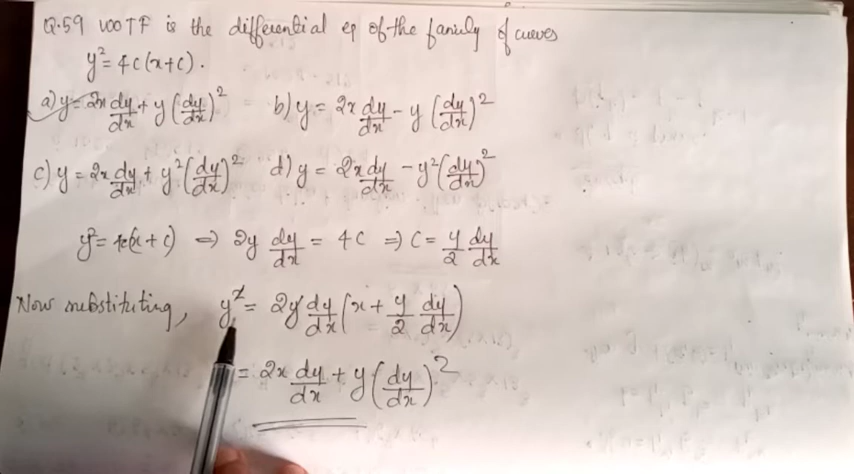 Q.59 WOOTF is the differential eq of the family of curves
y² = 4c(x+c).
a) y = 2x dy/dx + y (dy/dx)² b) y = 2x dy/dx - y (dy/dx)²
c) y = 2x dy/dx + y² (dy/dx)² d) y = 2x dy/dx - y² (dy/dx)²
y² = 4c(x+c) ⇒ 2y dy/dx = 4c ⇒ c = y/2 dy/dx
Now substituting, y² = 2y dy/dx (x + y/2 dy/dx)
= 2x dy/dx + y (dy/dx)²